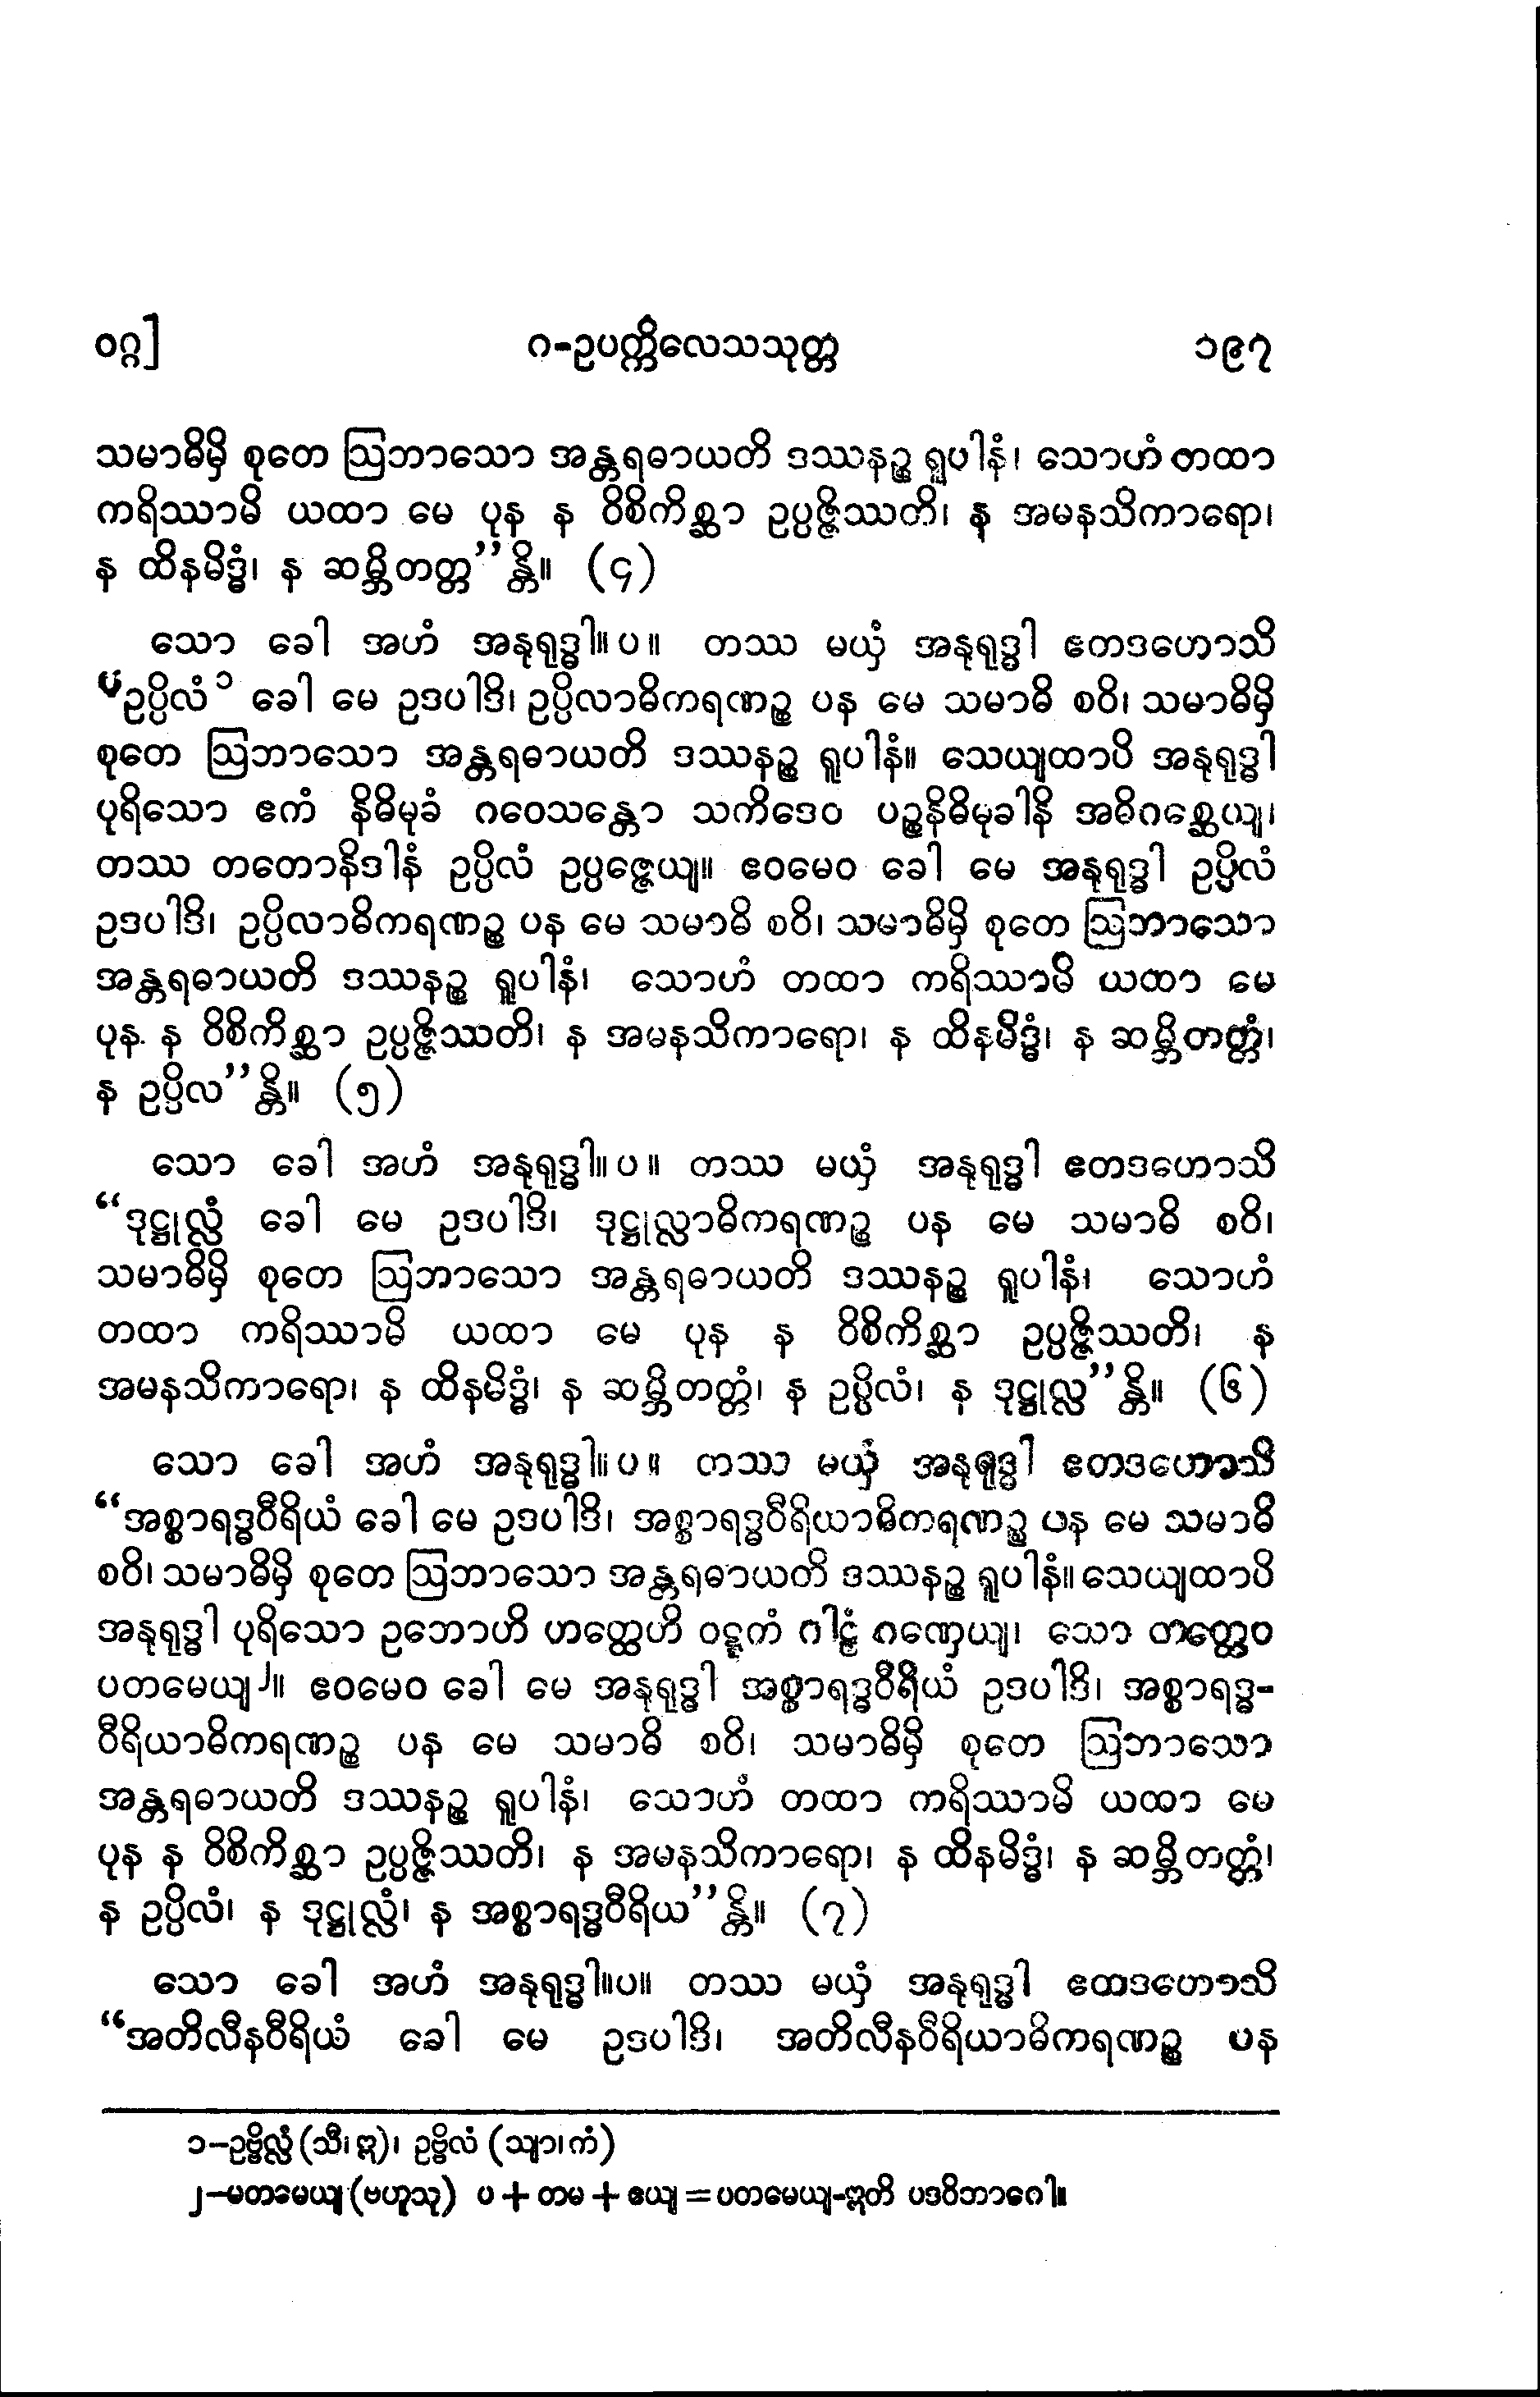 ဝဂ္ဂ] ဂ-ဥပက္ကိလေသသုတ္တ ၁၉၇
သမာဓိမှိ စုတေ ဩဘာသော အန္တရဓာယတိ ဒဿနဉ္စ ရူပါနံ၊ သောဟံ တထာ
ကရိဿာမိ ယထာ မေ ပုန န ဝိစိကိစ္ဆာ ဥပ္ပဇ္ဇိဿတိ၊ န အမနသိကာရော၊
န ထိနမိဒ္ဓံ၊ န ဆမ္ဘိတတ္တ”န္တိ။ (၄)
သော ခေါ အဟံ အနုရုဒ္ဓါ။ပ။ တဿ မယှံ အနုရုဒ္ဓါ ဧတဒဟောသိ
“ဥပ္ပိလံ၁ ခေါ မေ ဥဒပါဒိ၊ ဥပ္ပိလာဓိကရဏဉ္စ ပန မေ သမာဓိ စဝိ၊ သမာဓိမှိ
စုတေ ဩဘာသော အန္တရဓာယတိ ဒဿနဉ္စ ရူပါနံ။ သေယျထာပိ အနုရုဒ္ဓါ
ပုရိသော ဧကံ နိဓိမုခံ ဂဝေသန္တော သကိဒေဝ ပဉ္စနိဓိမုခါနိ အဓိဂစ္ဆေယျ၊
တဿ တတောနိဒါနံ ဥပ္ပိလံ ဥပ္ပဇ္ဇေယျ။ ဧဝမေဝ ခေါ မေ အနုရုဒ္ဓါ ဥပ္ပိလံ
ဥဒပါဒိ၊ ဥပ္ပိလာဓိကရဏဉ္စ ပန မေ သမာဓိ စဝိ၊ သမာဓိမှိ စုတေ ဩဘာသော
အန္တရဓာယတိ ဒဿနဉ္စ ရူပါနံ၊ သောဟံ တထာ ကရိဿာမိ ယထာ မေ
ပုန န ဝိစိကိစ္ဆာ ဥပ္ပဇ္ဇိဿတိ၊ န အမနသိကာရော၊ န ထိနမိဒ္ဓံ၊ န ဆမ္ဘိတတ္တံ၊
န ဥပ္ပိလ”န္တိ။ (၅)
သော ခေါ အဟံ အနုရုဒ္ဓါ။ပ။ တဿ မယှံ အနုရုဒ္ဓါ ဧတဒဟောသိ
“ဒုဋ္ဌုလ္လံ ခေါ မေ ဥဒပါဒိ၊ ဒုဋ္ဌုလ္လာဓိကရဏဉ္စ ပန မေ သမာဓိ စဝိ၊
သမာဓိမှိ စုတေ ဩဘာသော အန္တရဓာယတိ ဒဿနဉ္စ ရူပါနံ၊ သောဟံ
တထာ ကရိဿာမိ ယထာ မေ ပုန န ဝိစိကိစ္ဆာ ဥပ္ပဇ္ဇိဿတိ၊ န
အမနသိကာရော၊ န ထိနမိဒ္ဓံ၊ န ဆမ္ဘိတတ္တံ၊ န ဥပ္ပိလံ၊ န ဒုဋ္ဌုလ္လ”န္တိ။ (၆)
သော ခေါ အဟံ အနုရုဒ္ဓါ။ပ။ တဿ မယှံ အနုရုဒ္ဓါ ဧတဒဟောသိ
“အစ္စာရဒ္ဓဝီရိယံ ခေါ မေ ဥဒပါဒိ၊ အစ္စာရဒ္ဓဝီရိယာဓိကရဏဉ္စ ပန မေ သမာဓိ
စဝိ၊ သမာဓိမှိ စုတေ ဩဘာသော အန္တရဓာယတိ ဒဿနဉ္စ ရူပါနံ။ သေယျထာပိ
အနုရုဒ္ဓါ ပုရိသော ဥဘောဟိ ဟတ္ထေဟိ ဝဋ္ဋကံ ဂါဠှံ ဂဏှေယျ၊ သော တတ္ထေဝ
ပတမေယျ၂။ ဧဝမေဝ ခေါ မေ အနုရုဒ္ဓါ အစ္စာရဒ္ဓဝီရိယံ ဥဒပါဒိ၊ အစ္စာရဒ္ဓ-
ဝီရိယာဓိကရဏဉ္စ ပန မေ သမာဓိ စဝိ၊ သမာဓိမှိ စုတေ ဩဘာသော
အန္တရဓာယတိ ဒဿနဉ္စ ရူပါနံ၊ သောဟံ တထာ ကရိဿာမိ ယထာ မေ
ပုန န ဝိစိကိစ္ဆာ ဥပ္ပဇ္ဇိဿတိ၊ န အမနသိကာရော၊ န ထိနမိဒ္ဓံ၊ န ဆမ္ဘိတတ္တံ၊
န ဥပ္ပိလံ၊ န ဒုဋ္ဌုလ္လံ၊ န အစ္စာရဒ္ဓဝီရိယ”န္တိ။ (၇)
သော ခေါ အဟံ အနုရုဒ္ဓါ။ပ။ တဿ မယှံ အနုရုဒ္ဓါ ဧတဒဟောသိ
“အတိလီနဝီရိယံ ခေါ မေ ဥဒပါဒိ၊ အတိလီနဝီရိယာဓိကရဏဉ္စ ပန
၁-ဥဗ္ဗိလ္လံ (သီ၊ ဣ)၊ ဥဗ္ဗိလံ (သျာ၊ ကံ)
၂-မတမေယျ (ဗဟူသု) ပ + တမ + ဧယျ = ပတမေယျ-ဣတိ ပဒဝိဘာဂေါ။